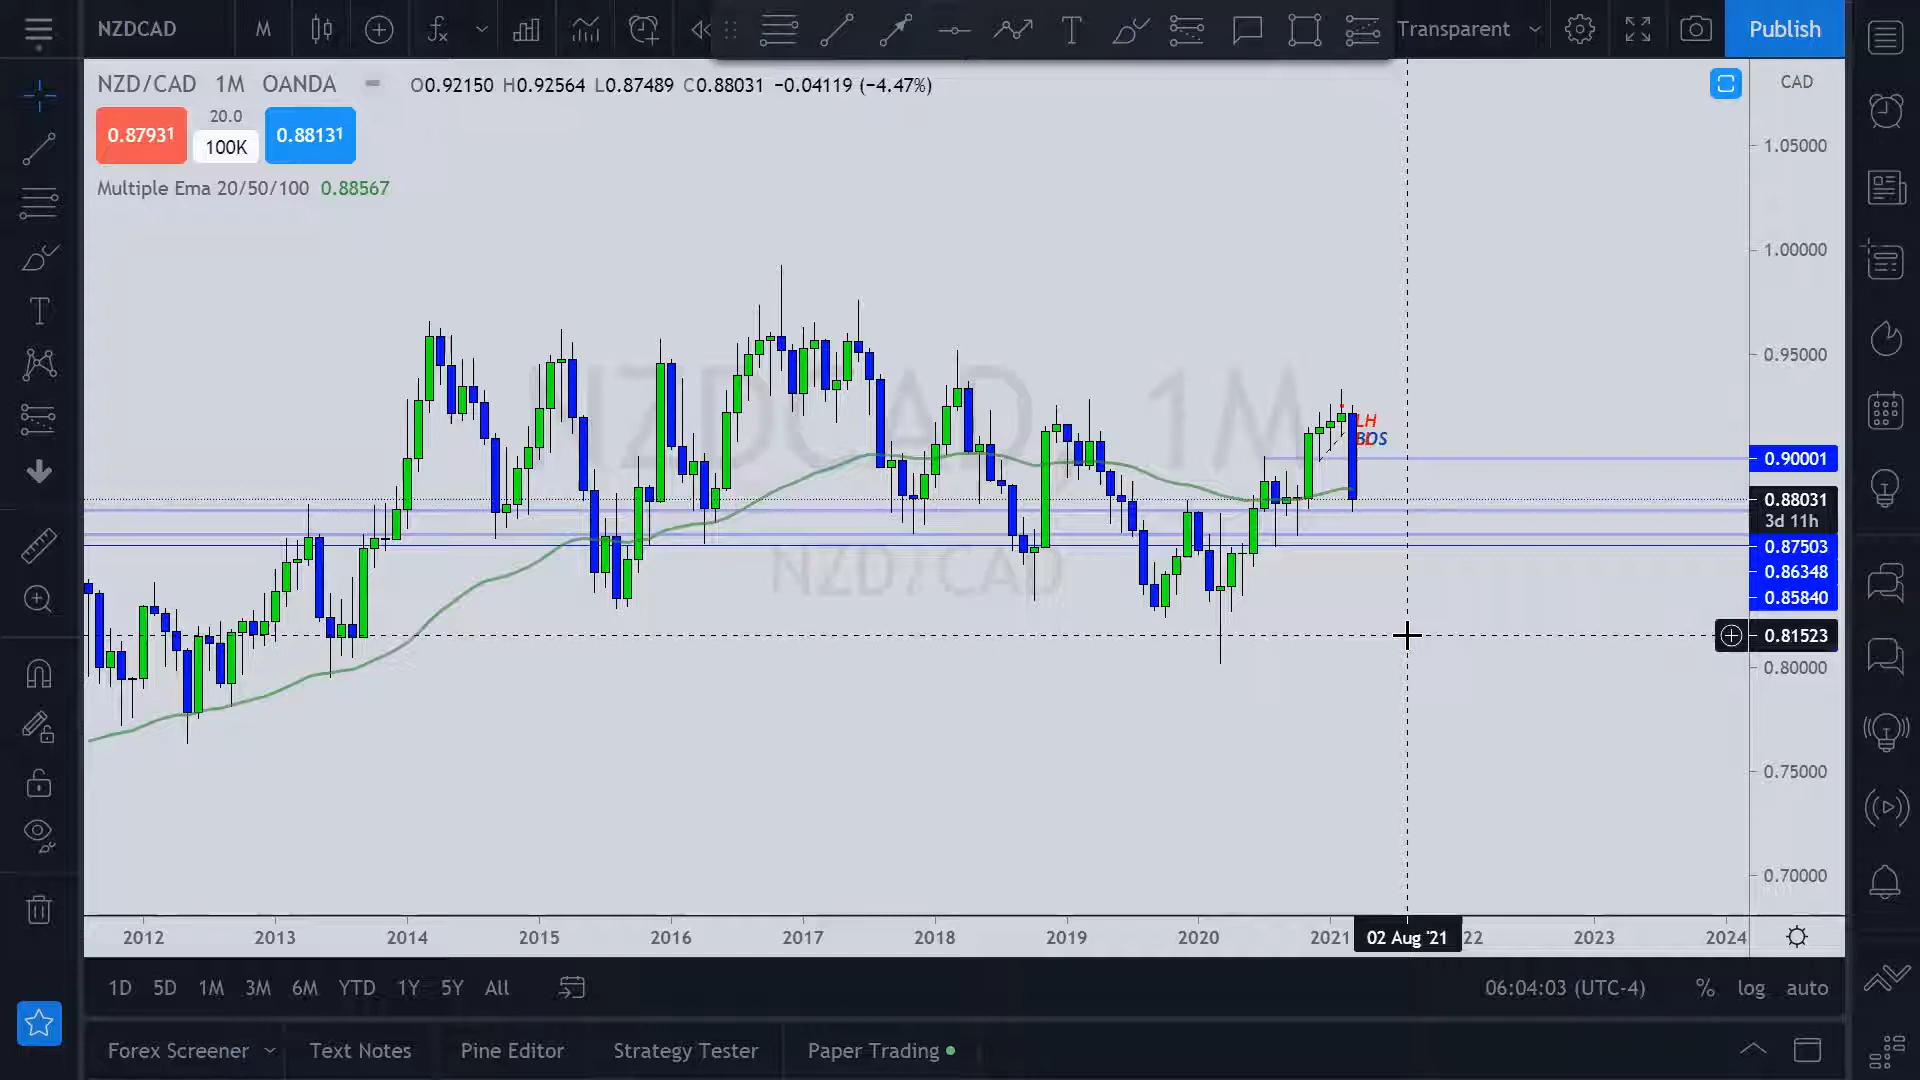 NZDCAD M Transparent Publish
NZD/CAD 1M OANDA O0.92150 H0.92564 L0.87489 C0.88031 −0.04119 (−4.47%) CAD
0.87931 20.0 100K 0.88131
Multiple Ema 20/50/100 0.88567
1.05000
1.00000
0.95000
NZDCAD, 1M
LH
BOS
0.90001
0.88031
3d 11h
0.87503
NZD/CAD
0.86348
0.85840
0.81523
0.80000
0.75000
0.70000
2012 2013 2014 2015 2016 2017 2018 2019 2020 2021 02 Aug '21 22 2023 2024
1D 5D 1M 3M 6M YTD 1Y 5Y All 06:04:03 (UTC-4) % log auto
Forex Screener Text Notes Pine Editor Strategy Tester Paper Trading